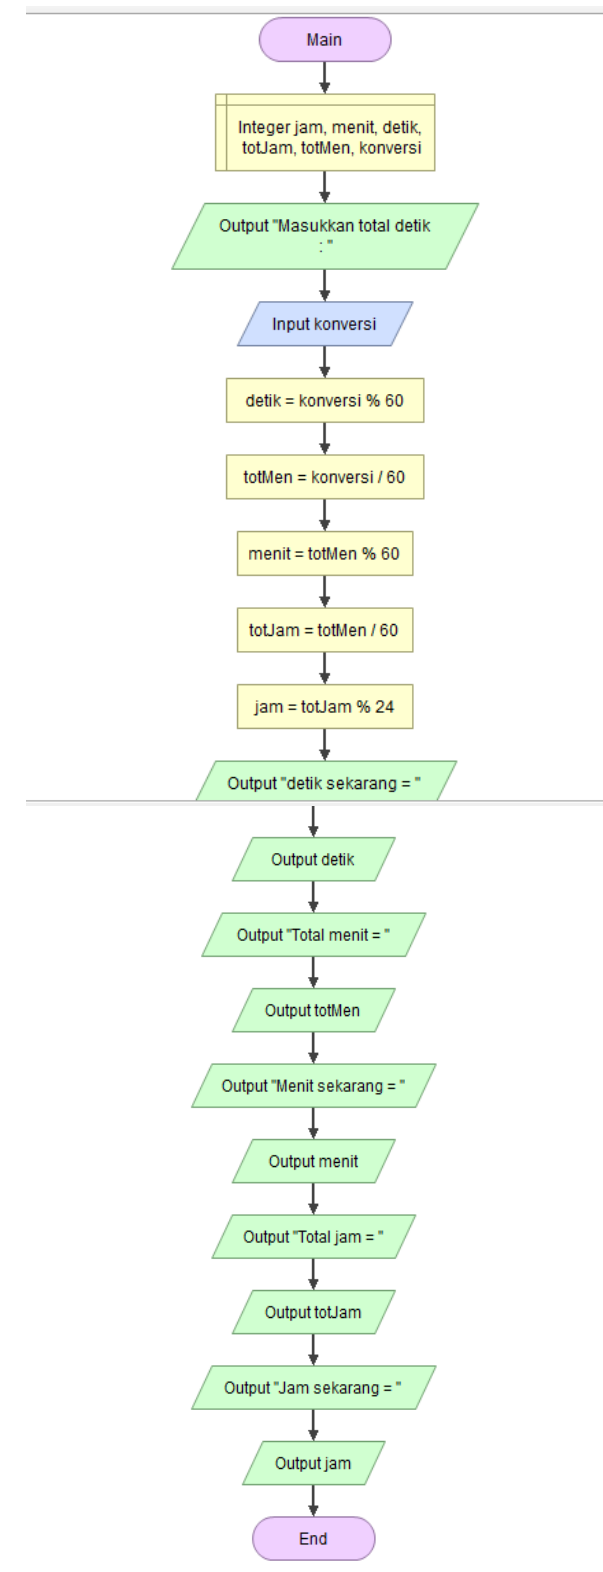 Main
Integer jam, menit, detik,
totJam, totMen, konversi
Output "Masukkan total detik
: "
Input konversi
detik = konversi % 60
totMen = konversi / 60
menit = totMen % 60
totJam = totMen / 60
jam = totJam % 24
Output "detik sekarang = "
Output detik
Output "Total menit = "
Output totMen
Output "Menit sekarang = "
Output menit
Output "Total jam = "
Output totJam
Output "Jam sekarang = "
Output jam
End